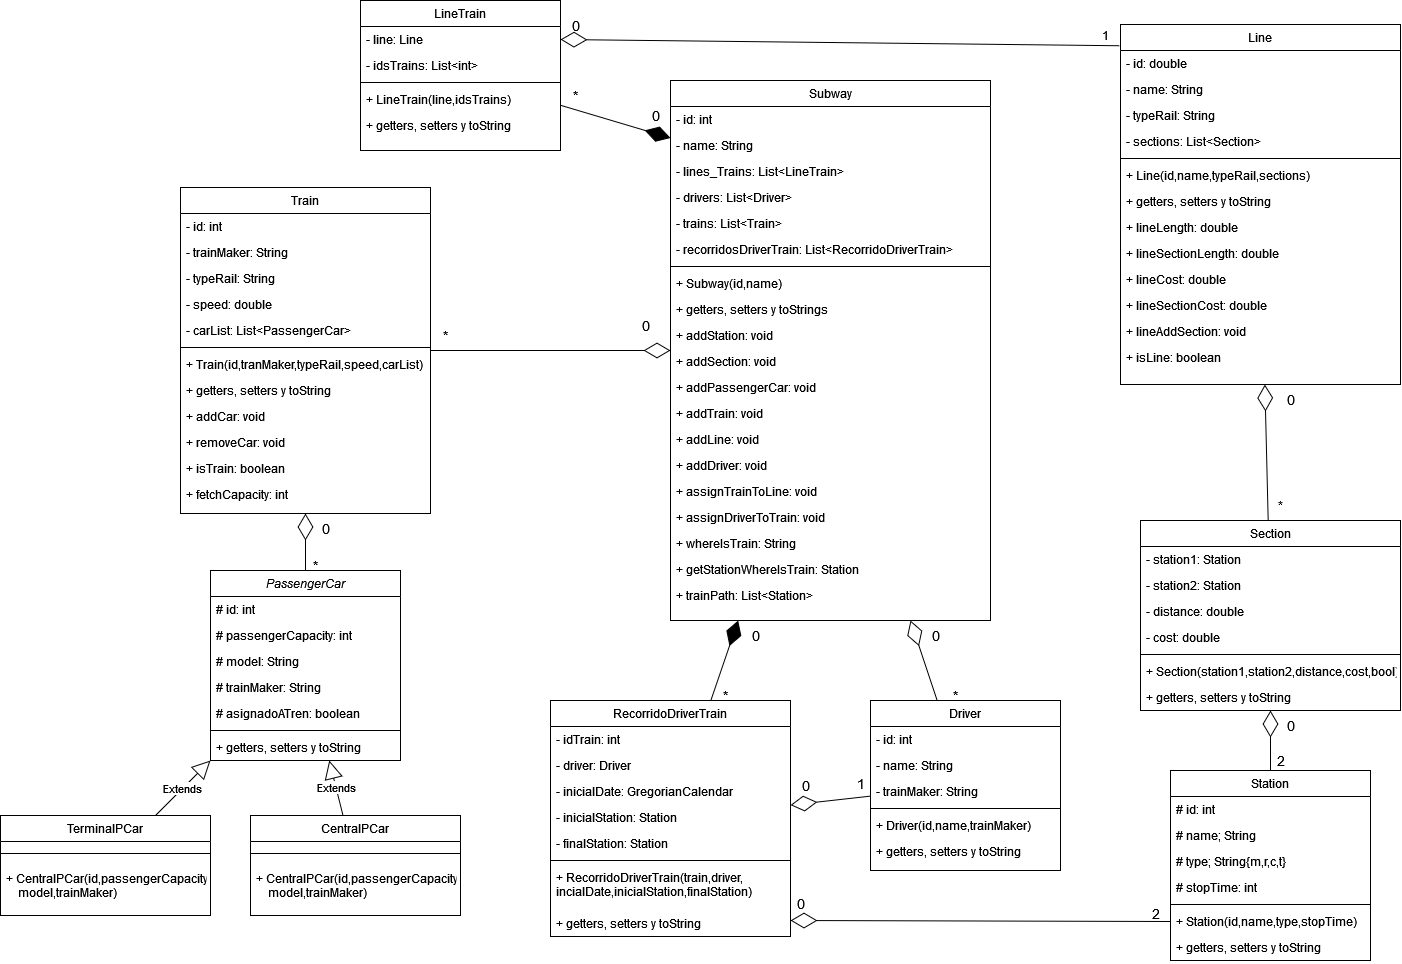 LineTrain
- line: Line
- idsTrains: List<int>
+ LineTrain(line,idsTrains)
+ getters, setters y toString
0
1
*
0
Line
- id: double
- name: String
- typeRail: String
- sections: List<Section>
+ Line(id,name,typeRail,sections)
+ getters, setters y toString
+ lineLength: double
+ lineSectionLength: double
+ lineCost: double
+ lineSectionCost: double
+ lineAddSection: void
+ isLine: boolean
0
*
Subway
- id: int
- name: String
- lines_Trains: List<LineTrain>
- drivers: List<Driver>
- trains: List<Train>
- recorridosDriverTrain: List<RecorridoDriverTrain>
+ Subway(id,name)
+ getters, setters y toStrings
+ addStation: void
+ addSection: void
+ addPassengerCar: void
+ addTrain: void
+ addLine: void
+ addDriver: void
+ assignTrainToLine: void
+ assignDriverToTrain: void
+ whereIsTrain: String
+ getStationWhereIsTrain: Station
+ trainPath: List<Station>
Train
- id: int
- trainMaker: String
- typeRail: String
- speed: double
- carList: List<PassengerCar>
+ Train(id,tranMaker,typeRail,speed,carList)
+ getters, setters y toString
+ addCar: void
+ removeCar: void
+ isTrain: boolean
+ fetchCapacity: int
*
0
0
*
PassengerCar
# id: int
# passengerCapacity: int
# model: String
# trainMaker: String
# asignadoATren: boolean
+ getters, setters y toString
Extends
Extends
TerminalPCar
+ CentralPCar(id,passengerCapacity
model,trainMaker)
CentralPCar
+ CentralPCar(id,passengerCapacity
model,trainMaker)
0
*
0
*
RecorridoDriverTrain
- idTrain: int
- driver: Driver
- inicialDate: GregorianCalendar
- inicialStation: Station
- finalStation: Station
+ RecorridoDriverTrain(train,driver,
incialDate,inicialStation,finalStation)
+ getters, setters y toString
0
1
0
2
Driver
- id: int
- name: String
- trainMaker: String
+ Driver(id,name,trainMaker)
+ getters, setters y toString
Section
- station1: Station
- station2: Station
- distance: double
- cost: double
+ Section(station1,station2,distance,cost,bool)
+ getters, setters y toString
0
2
Station
# id: int
# name; String
# type; String{m,r,c,t}
# stopTime: int
+ Station(id,name,type,stopTime)
+ getters, setters y toString